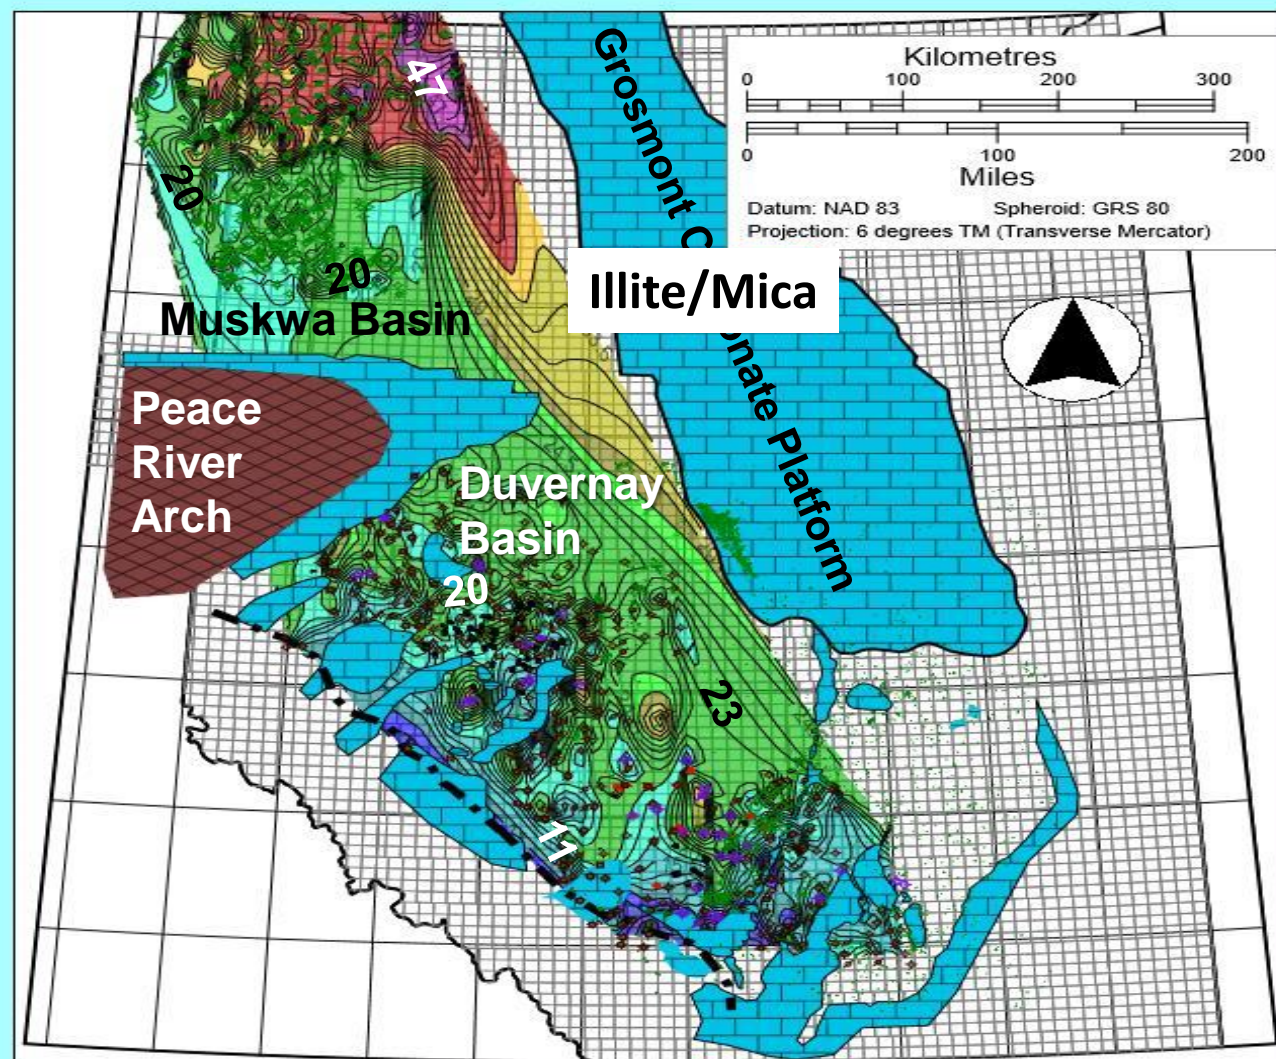 Kilometres
0 100 200 300
0 100 200
Miles
Datum: NAD 83 Spheroid: GRS 80
Projection: 6 degrees TM (Transverse Mercator)
47
20
20
Muskwa Basin
Illite/Mica
Grosmont C
onate Platform
Peace
River
Arch
Duvernay
Basin
20
23
11